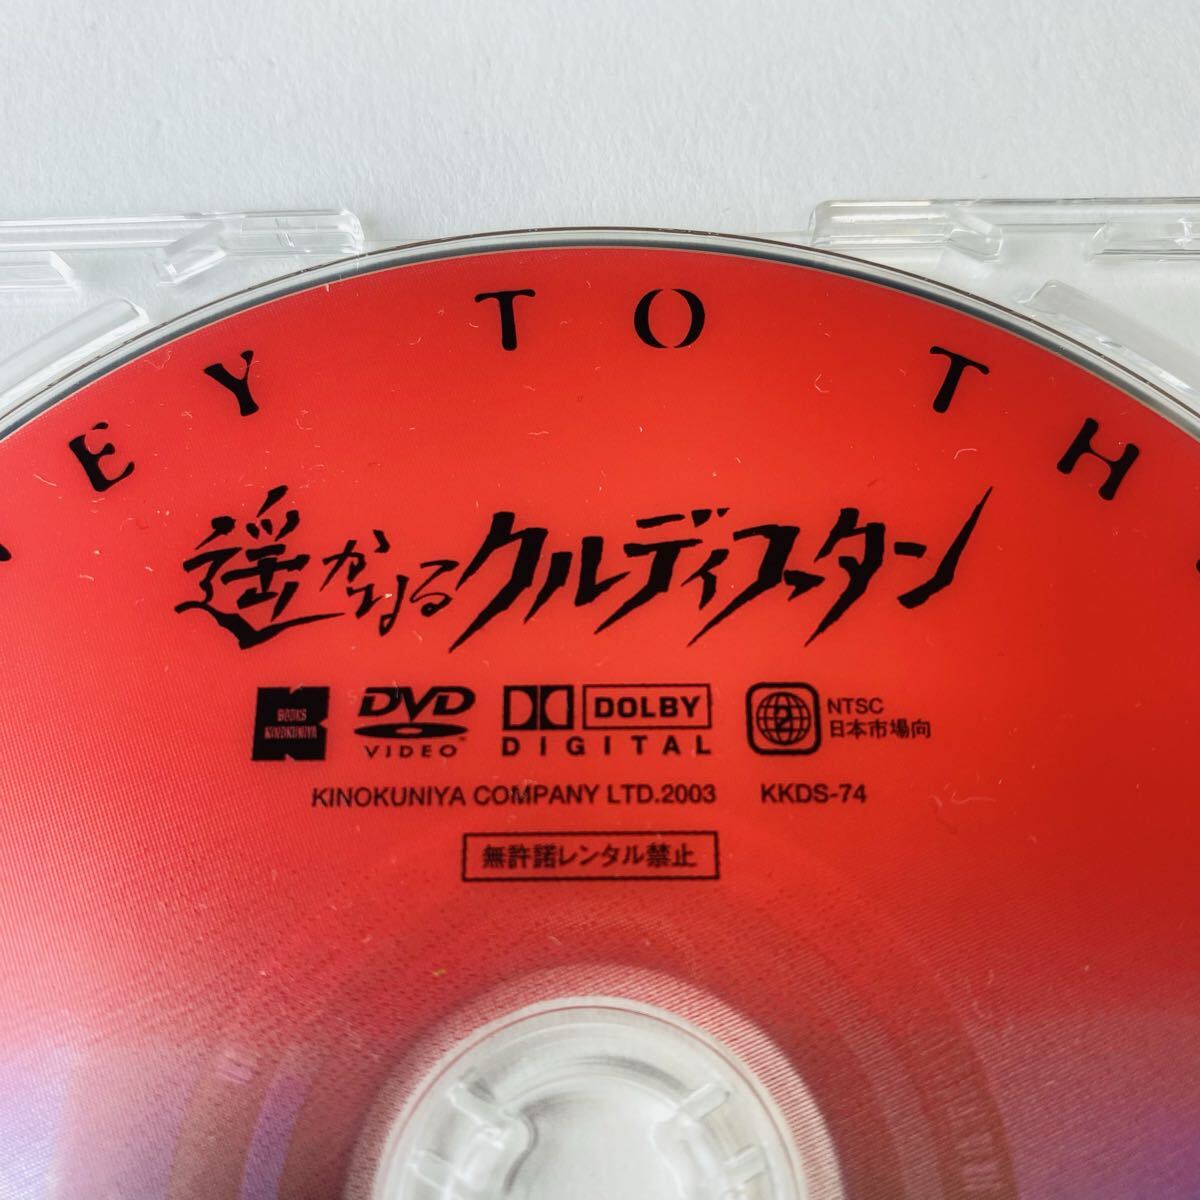 EY TO TH
遥かなるクルディスタン
BOOKS
KINOKUNIYA
DVD
VIDEO
DOLBY
DIGITAL
2
NTSC
日本市場向
KINOKUNIYA COMPANY LTD.2003 KKDS-74
無許諾レンタル禁止